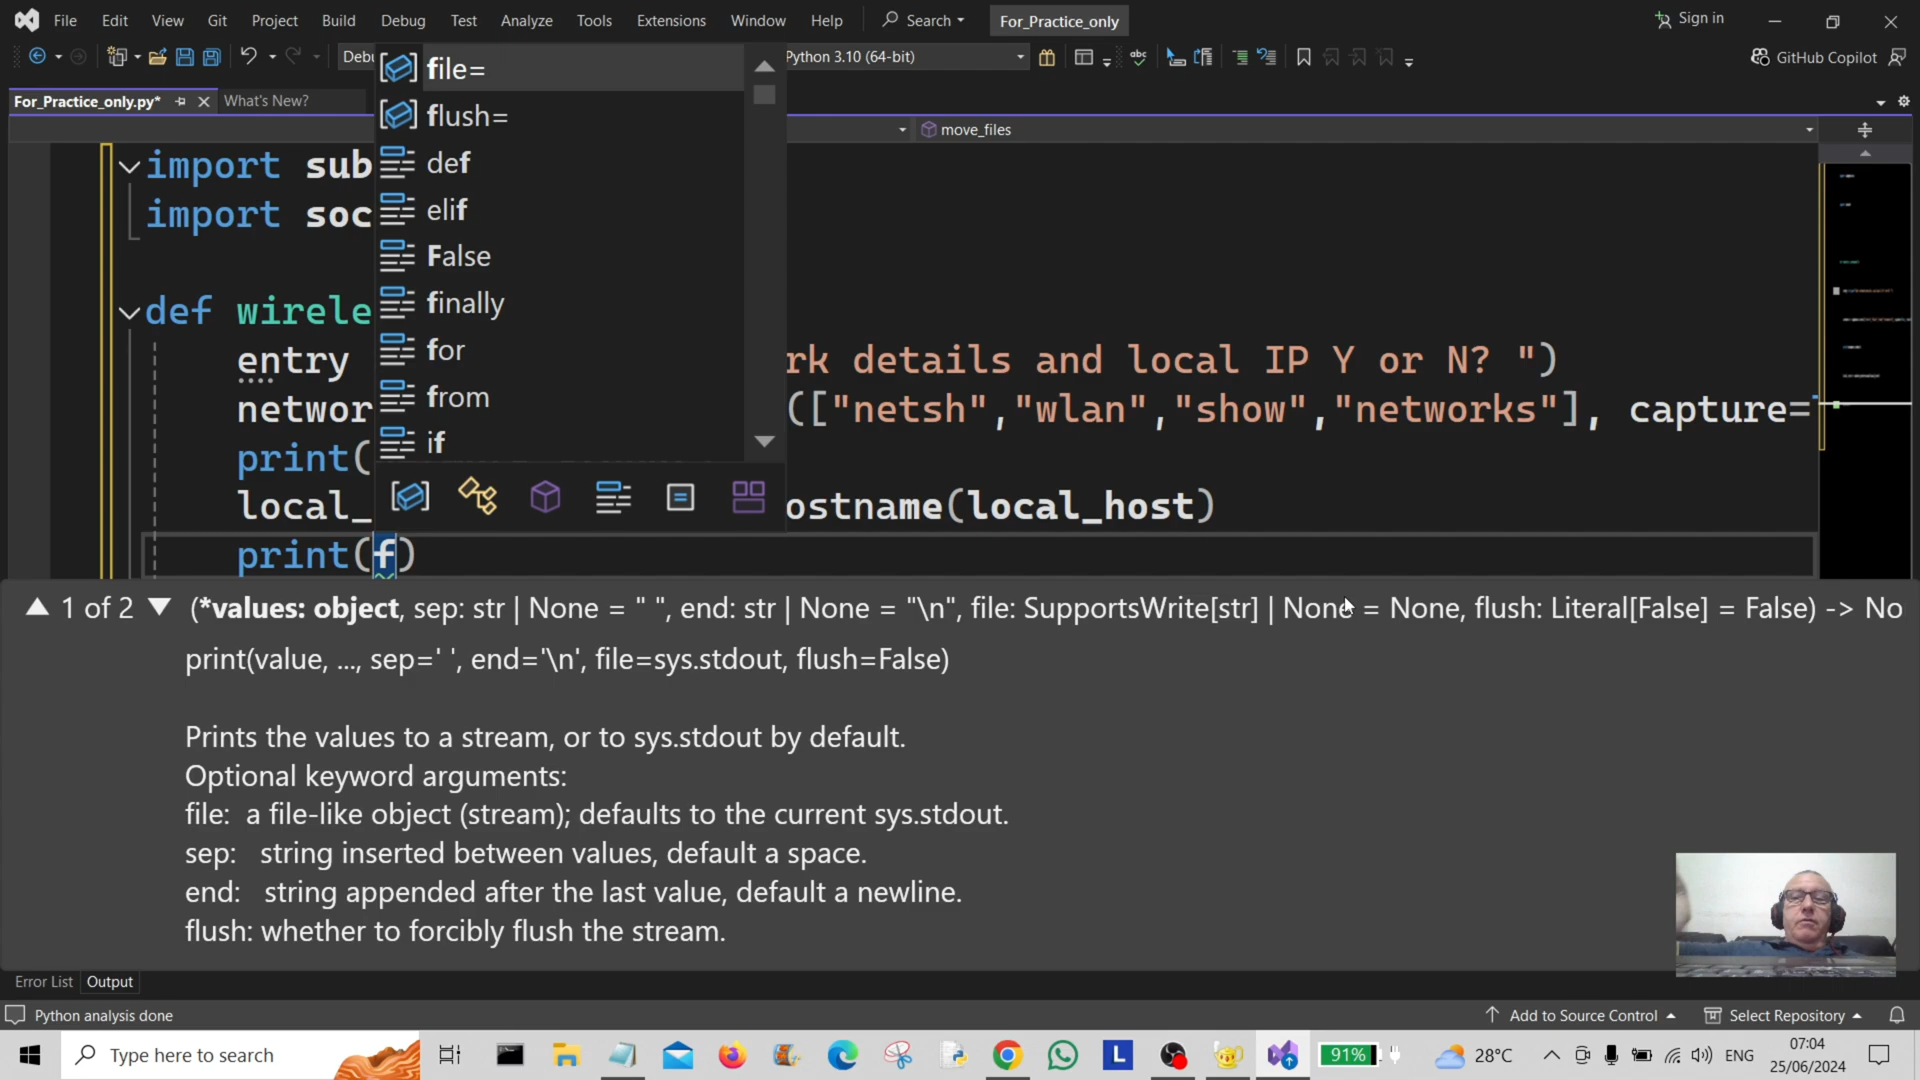 File Edit View Git Project Build Debug Test Analyze Tools Extensions Window Help Search For_Practice_only Sign in
Debu Python 3.10 (64-bit) abc GitHub Copilot
For_Practice_only.py* What's New?
move_files
import sub
import soc
def wirele
entry rk details and local IP Y or N? ")
networ (["netsh","wlan","show","networks"], capture=
print(
local_ ostname(local_host)
print(f)
file=
flush=
def
elif
False
finally
for
from
if
1 of 2 (*values: object, sep: str | None = " ", end: str | None = "\n", file: SupportsWrite[str] | None = None, flush: Literal[False] = False) -> No
print(value, ..., sep=' ', end='\n', file=sys.stdout, flush=False)
Prints the values to a stream, or to sys.stdout by default.
Optional keyword arguments:
file: a file-like object (stream); defaults to the current sys.stdout.
sep: string inserted between values, default a space.
end: string appended after the last value, default a newline.
flush: whether to forcibly flush the stream.
Error List Output
Python analysis done Add to Source Control Select Repository
Type here to search L 91% 28°C ENG 07:04
25/06/2024